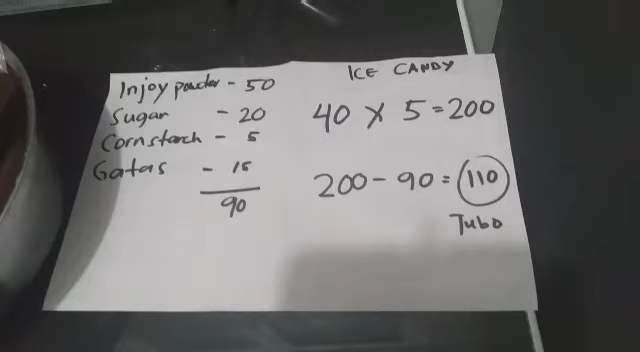 Injoy powder - 50
Sugar - 20
Cornstarch - 5
Gatas - 15
90
ICE CANDY
40 X 5 = 200
200 - 90 = 110
Tubo